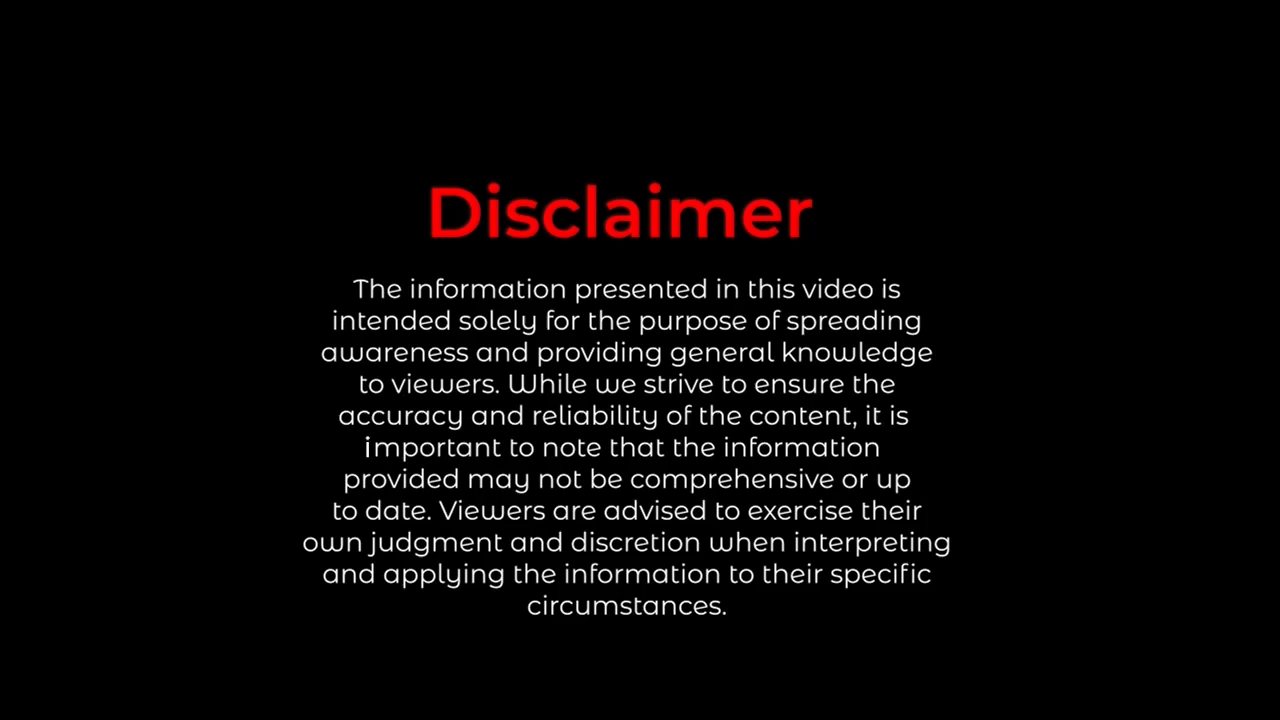 Disclaimer
The information presented in this video is
intended solely for the purpose of spreading
awareness and providing general knowledge
to viewers. While we strive to ensure the
accuracy and reliability of the content, it is
important to note that the information
provided may not be comprehensive or up
to date. Viewers are advised to exercise their
own judgment and discretion when interpreting
and applying the information to their specific
circumstances.